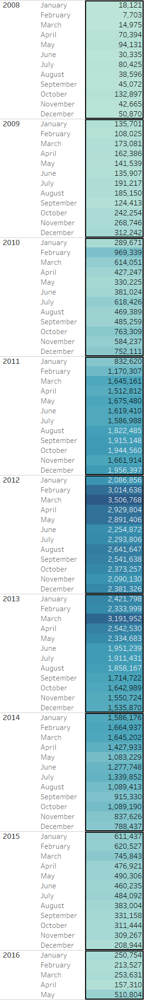 2008 January 18,121
February 7,703
March 14,975
April 70,394
May 94,131
June 30,335
July 80,425
August 38,596
September 45,072
October 132,897
November 42,665
December 50,870
2009 January 135,701
February 108,025
March 173,081
April 162,386
May 141,539
June 135,907
July 191,217
August 185,150
September 124,413
October 242,254
November 268,746
December 312,242
2010 January 289,671
February 969,339
March 614,051
April 427,247
May 330,225
June 381,024
July 618,426
August 469,389
September 485,259
October 763,309
November 584,237
December 752,111
2011 January 832,620
February 1,170,307
March 1,645,161
April 1,512,812
May 1,675,480
June 1,619,410
July 1,586,988
August 1,822,485
September 1,915,148
October 1,944,560
November 1,661,914
December 1,956,397
2012 January 2,086,856
February 3,014,636
March 3,506,768
April 2,929,804
May 2,891,406
June 2,254,872
July 2,293,806
August 2,641,647
September 2,541,638
October 2,373,257
November 2,090,130
December 2,381,326
2013 January 2,421,798
February 2,333,999
March 3,191,952
April 2,542,530
May 2,334,683
June 1,951,239
July 1,911,431
August 1,858,167
September 1,714,722
October 1,642,989
November 1,550,724
December 1,535,870
2014 January 1,586,176
February 1,664,937
March 1,645,202
April 1,427,933
May 1,083,229
June 1,277,748
July 1,339,852
August 1,089,413
September 915,330
October 1,089,190
November 837,626
December 788,437
2015 January 611,437
February 620,527
March 745,843
April 476,921
May 490,306
June 460,235
July 484,092
August 383,004
September 331,158
October 311,444
November 309,267
December 208,944
2016 January 250,754
February 213,527
March 253,631
April 157,310
May 510,804